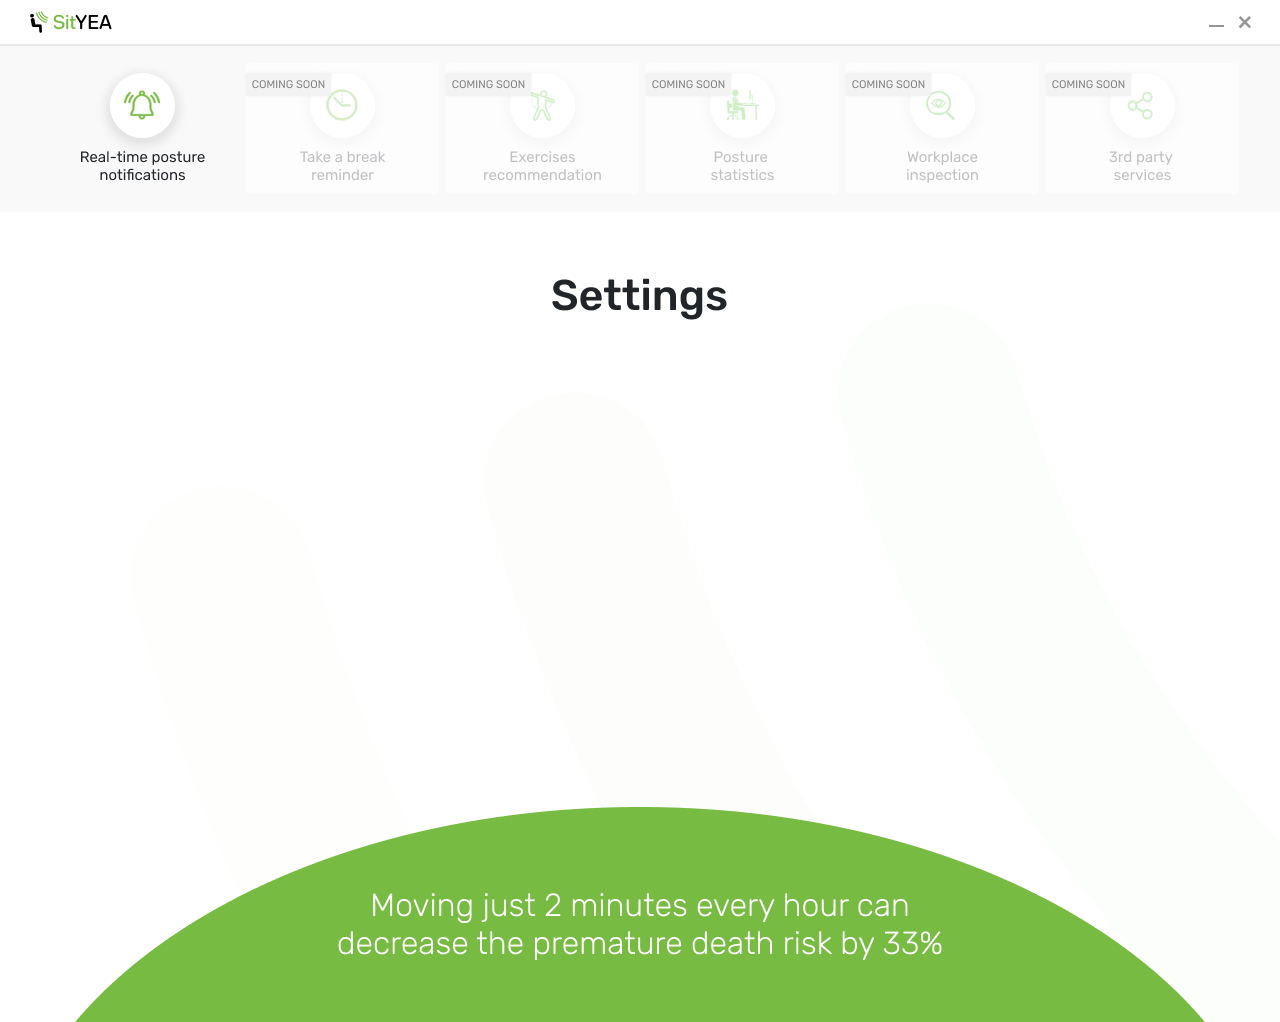 SitYEA
COMING SOON
COMING SOON
COMING SOON
COMING SOON
COMING SOON
Real-time posture
notifications
Take a break
reminder
Exercises
recommendation
Posture
statistics
Workplace
inspection
3rd party
services
Settings
Moving just 2 minutes every hour can
decrease the premature death risk by 33%